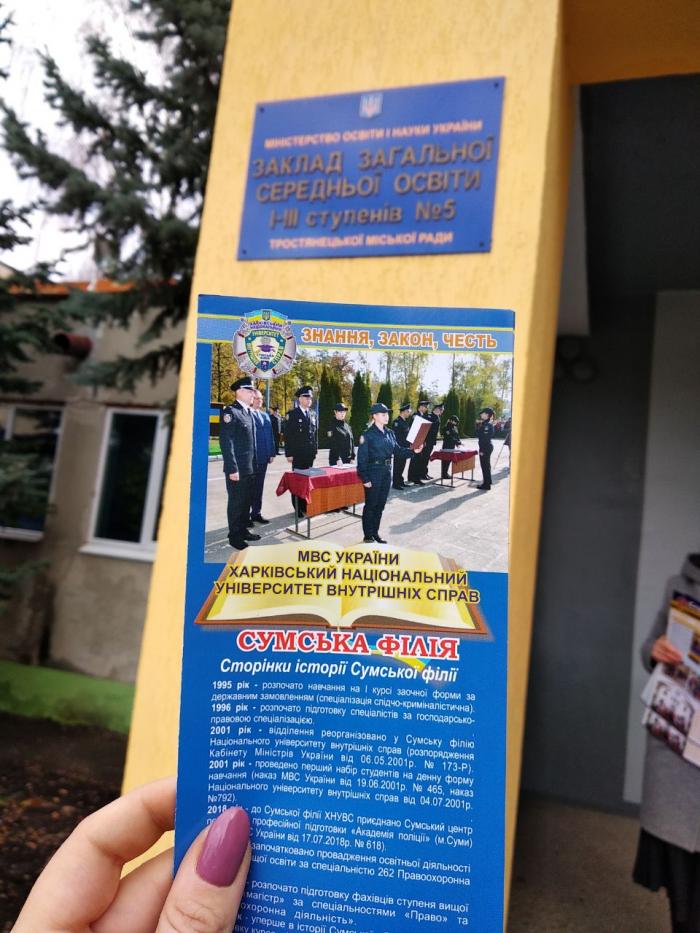 МІНІСТЕРСТВО ОСВІТИ І НАУКИ УКРАЇНИ
ЗАКЛАД ЗАГАЛЬНОЇ
СЕРЕДНЬОЇ ОСВІТИ
І-ІІІ ступенів №5
ТРОСТЯНЕЦЬКОЇ МІСЬКОЇ РАДИ
ЗНАННЯ, ЗАКОН, ЧЕСТЬ
УНІВЕРСИТЕТ
МВС УКРАЇНИ
ХАРКІВСЬКИЙ НАЦІОНАЛЬНИЙ
УНІВЕРСИТЕТ ВНУТРІШНІХ СПРАВ
СУМСЬКА ФІЛІЯ
Сторінки історії Сумської філії
1995 рік - розпочато навчання на І курсі заочної форми за
державним замовленням (спеціалізація слідчо-криміналістична).
1996 рік - розпочато підготовку спеціалістів за господарсько-
правовою спеціалізацією.
2001 рік - відділення реорганізовано у Сумську філію
Національного університету внутрішніх справ (розпорядження
Кабінету Міністрів України від 06.05.2001р. № 173-Р).
2001 рік - проведено перший набір студентів на денну форму
навчання (наказ МВС України від 19.06.2001р. № 465, наказ
Національного університету внутрішніх справ від 04.07.2001р.
№792).
2018 рік - до Сумської філії ХНУВС приєднано Сумський центр
професійної підготовки «Академія поліції» (м.Суми)
України від 17.07.2018р. № 618).
започатковано провадження освітньої діяльності
освіти за спеціальністю 262 Правоохоронна
- розпочато підготовку фахівців ступеня вищої
магістр» за спеціальностями «Право» та
охоронна діяльність».
- уперше в історії Сумської